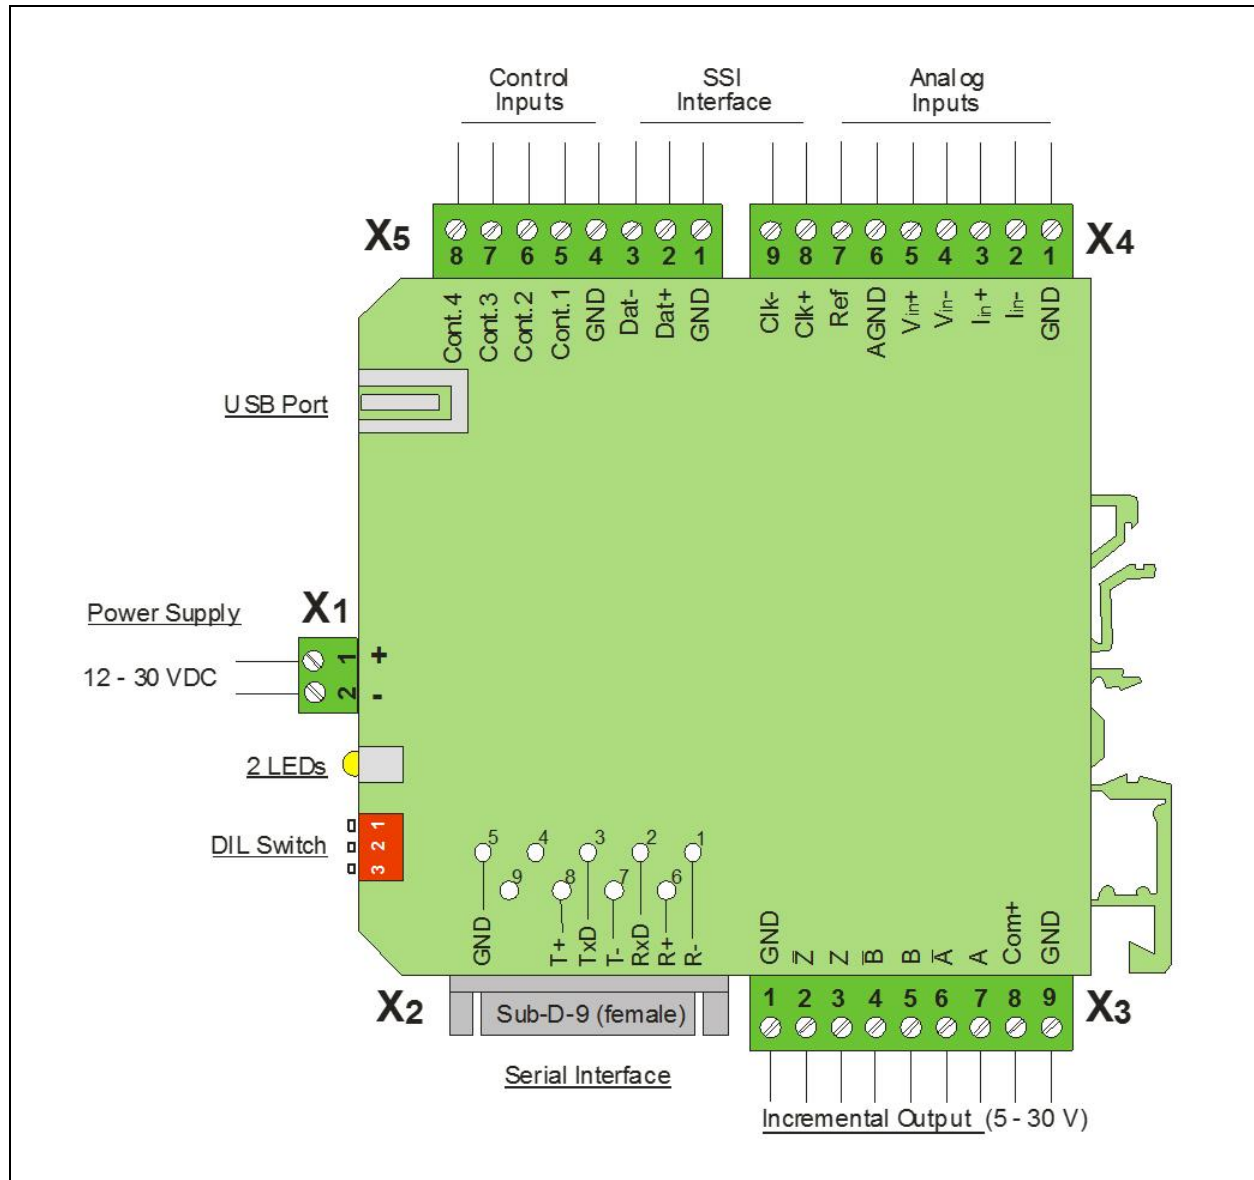 Control
Inputs
SSI
Interface
Analog
Inputs
X5
8 7 6 5 4 3 2 1
9 8 7 6 5 4 3 2 1
X4
Cont.4
Cont.3
Cont.2
Cont.1
GND
Dat-
Dat+
GND
Clk-
Clk+
Ref
AGND
Vin+
Vin-
Iin+
Iin-
GND
USB Port
X1
Power Supply
1 +
12 - 30 VDC
2 -
2 LEDs
DIL Switch
1
2
3
5 4 3 2 1
9 8 7 6
GND
T+
TxD
T-
RxD
R+
R-
GND
Z̅
Z
B̅
B
A̅
A
Com+
GND
X2
Sub-D-9 (female)
1 2 3 4 5 6 7 8 9
X3
Serial Interface
Incremental Output (5 - 30 V)